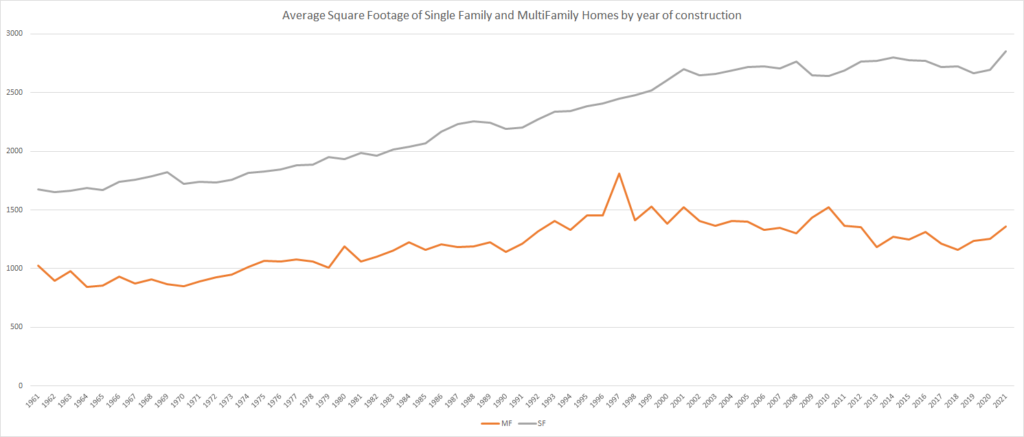 Average Square Footage of Single Family and MultiFamily Homes by year of construction
3000
2500
2000
1500
1000
500
0
1961 1962 1963 1964 1965 1966 1967 1968 1969 1970 1971 1972 1973 1974 1975 1976 1977 1978 1979 1980 1981 1982 1983 1984 1985 1986 1987 1988 1989 1990 1991 1992 1993 1994 1995 1996 1997 1998 1999 2000 2001 2002 2003 2004 2005 2006 2007 2008 2009 2010 2011 2012 2013 2014 2015 2016 2017 2018 2019 2020 2021
MF SF